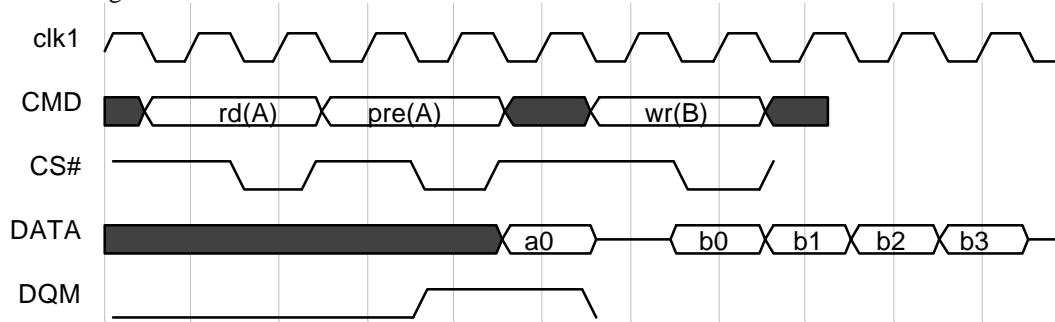 clk1
CMD rd(A) pre(A) wr(B)
CS#
DATA a0 b0 b1 b2 b3
DQM